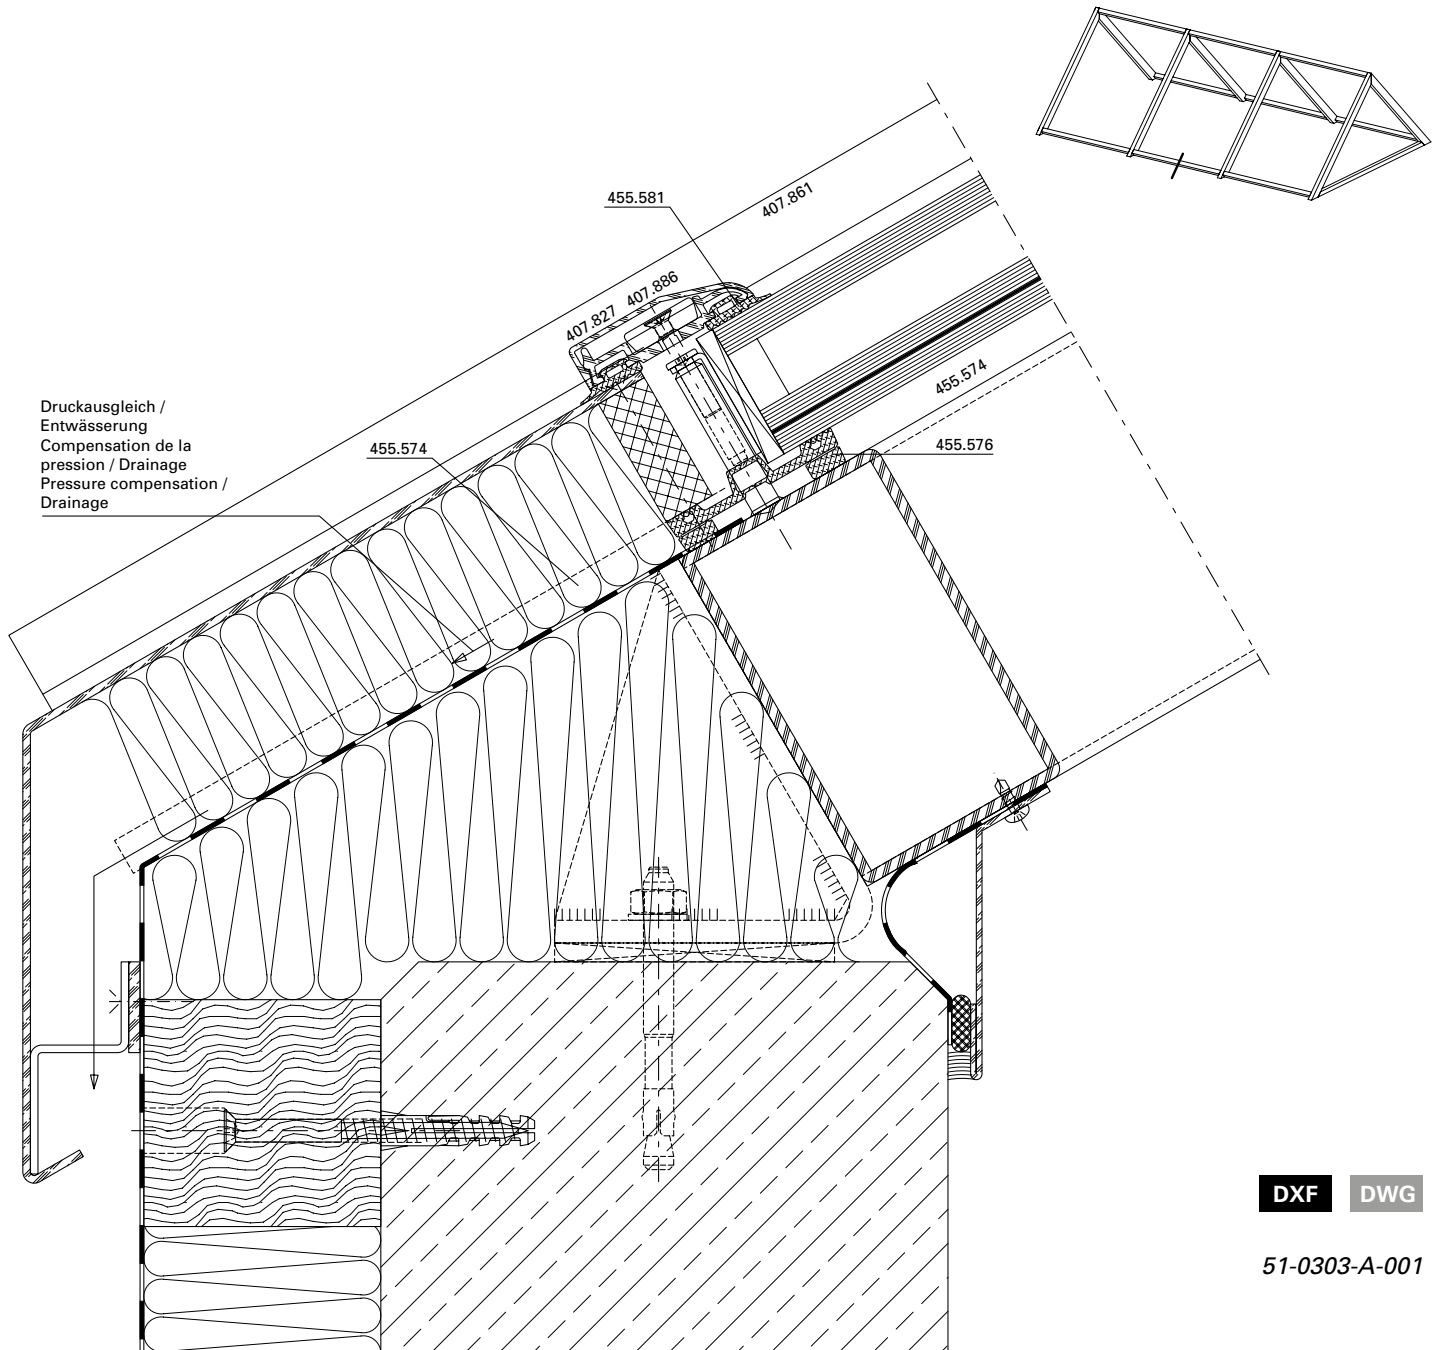 455.581
407.861
407.827
407.886
455.574
Druckausgleich /
Entwässerung
Compensation de la
pression / Drainage
Pressure compensation /
Drainage
455.574
455.576
DXF
DWG
51-0303-A-001